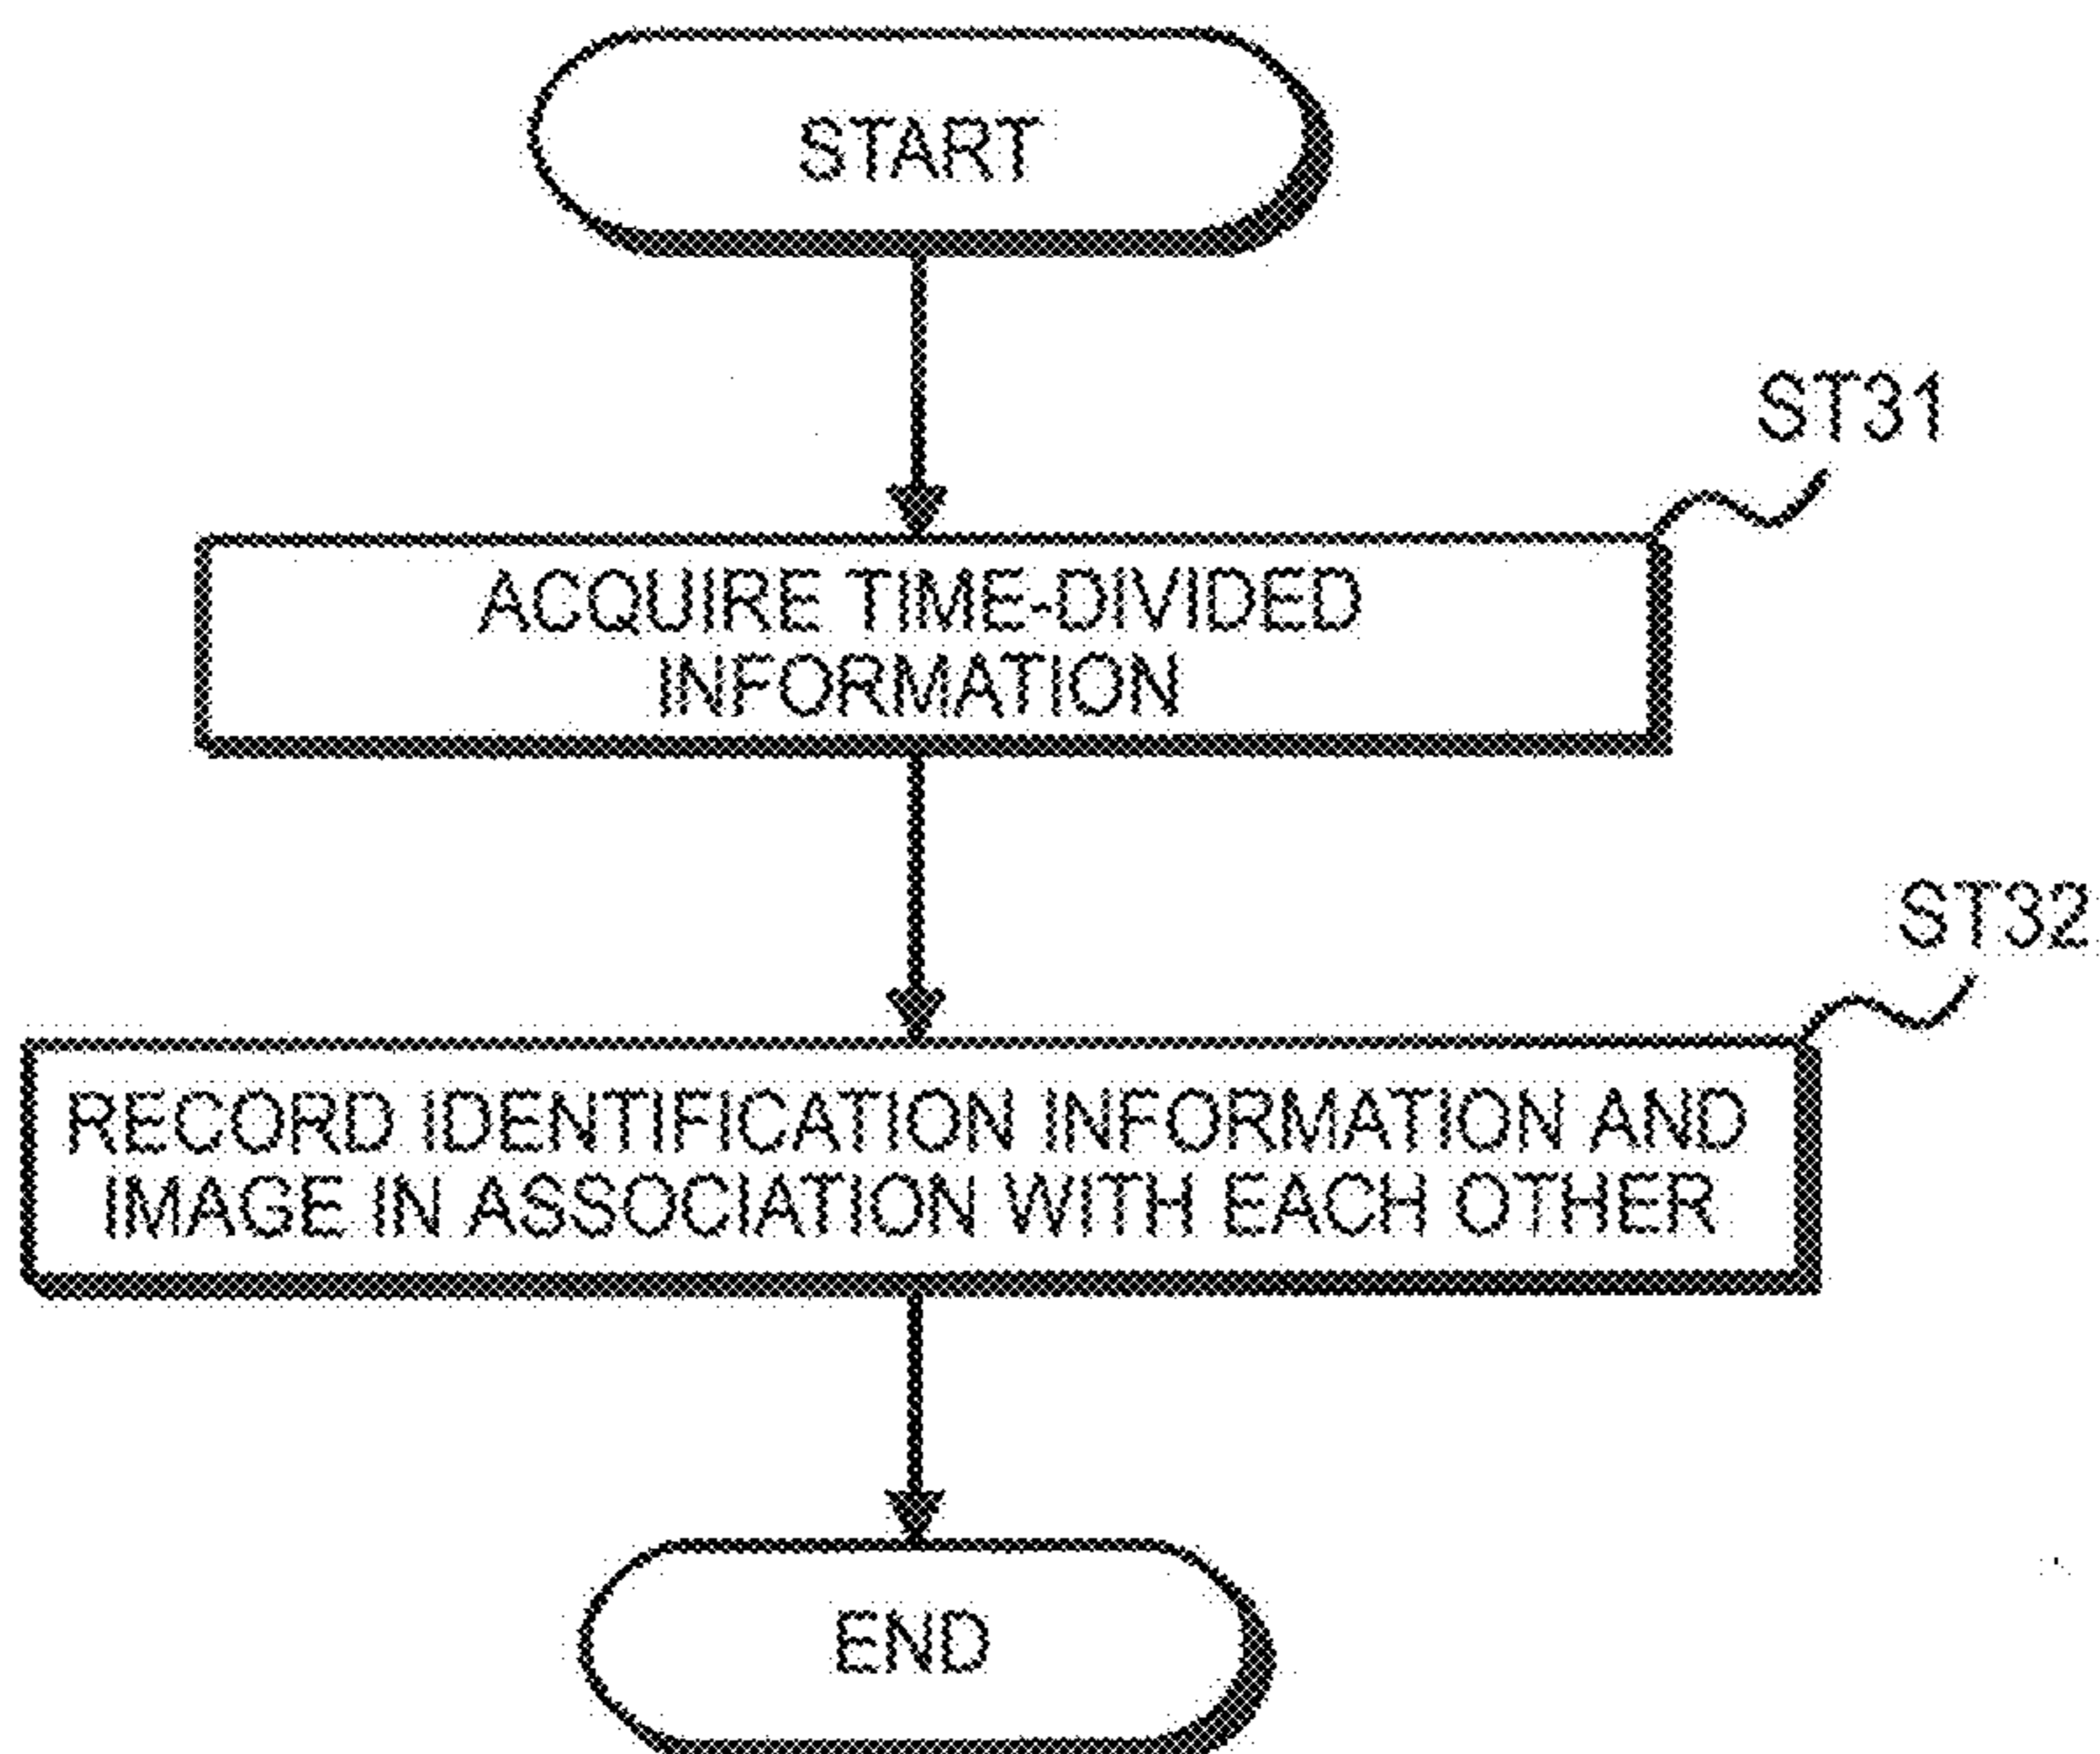 START
ST31
ACQUIRE TIME-DIVIDED
INFORMATION
ST32
RECORD IDENTIFICATION INFORMATION AND
IMAGE IN ASSOCIATION WITH EACH OTHER
END